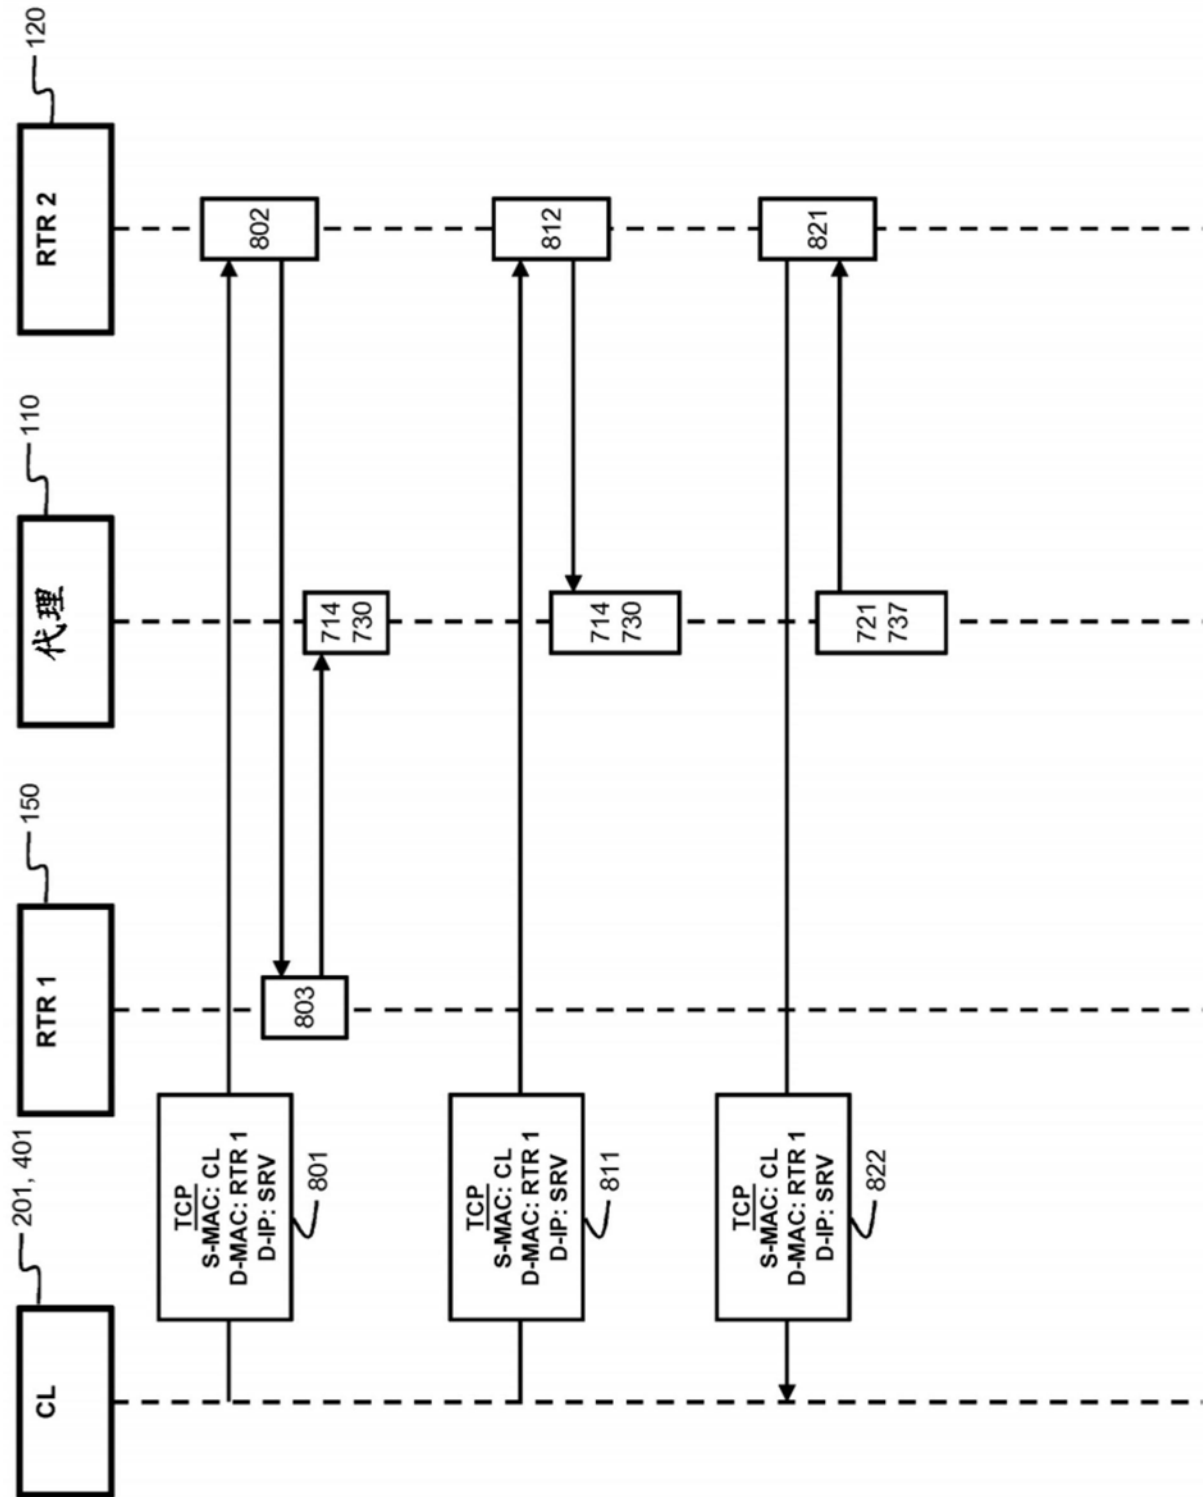 CL
201, 401
RTR 1
150
代理
110
RTR 2
120
TCP
S-MAC: CL
D-MAC: RTR 1
D-IP: SRV
801
802
803
714
730
TCP
S-MAC: CL
D-MAC: RTR 1
D-IP: SRV
811
812
714
730
TCP
S-MAC: CL
D-MAC: RTR 1
D-IP: SRV
822
821
721
737